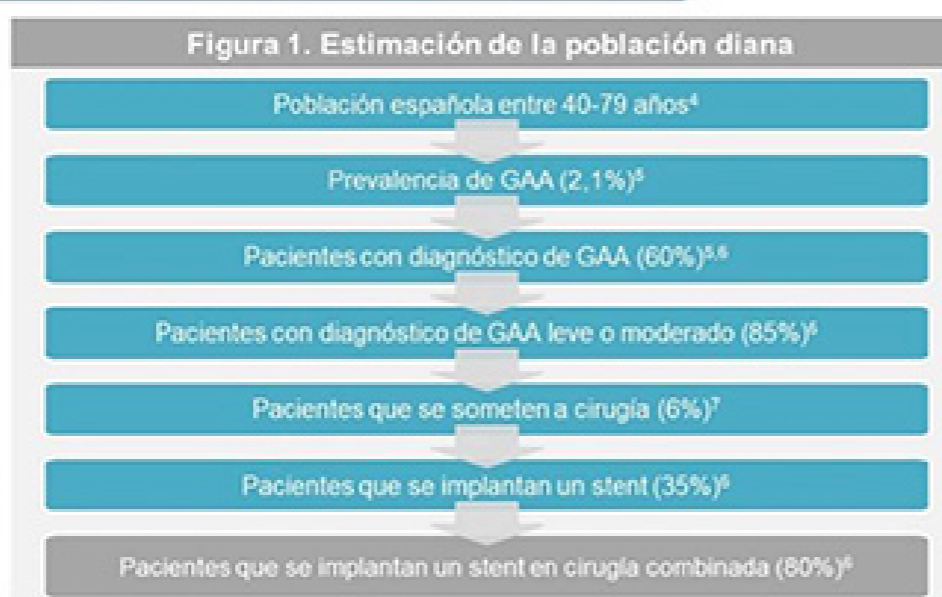 Figura 1. Estimación de la población diana
Población española entre 40-79 años⁴
Prevalencia de GAA (2,1%)⁵
Pacientes con diagnóstico de GAA (60%)⁵,⁶
Pacientes con diagnóstico de GAA leve o moderado (85%)⁶
Pacientes que se someten a cirugía (6%)⁷
Pacientes que se implantan un stent (35%)⁶
Pacientes que se implantan un stent en cirugía combinada (80%)⁶